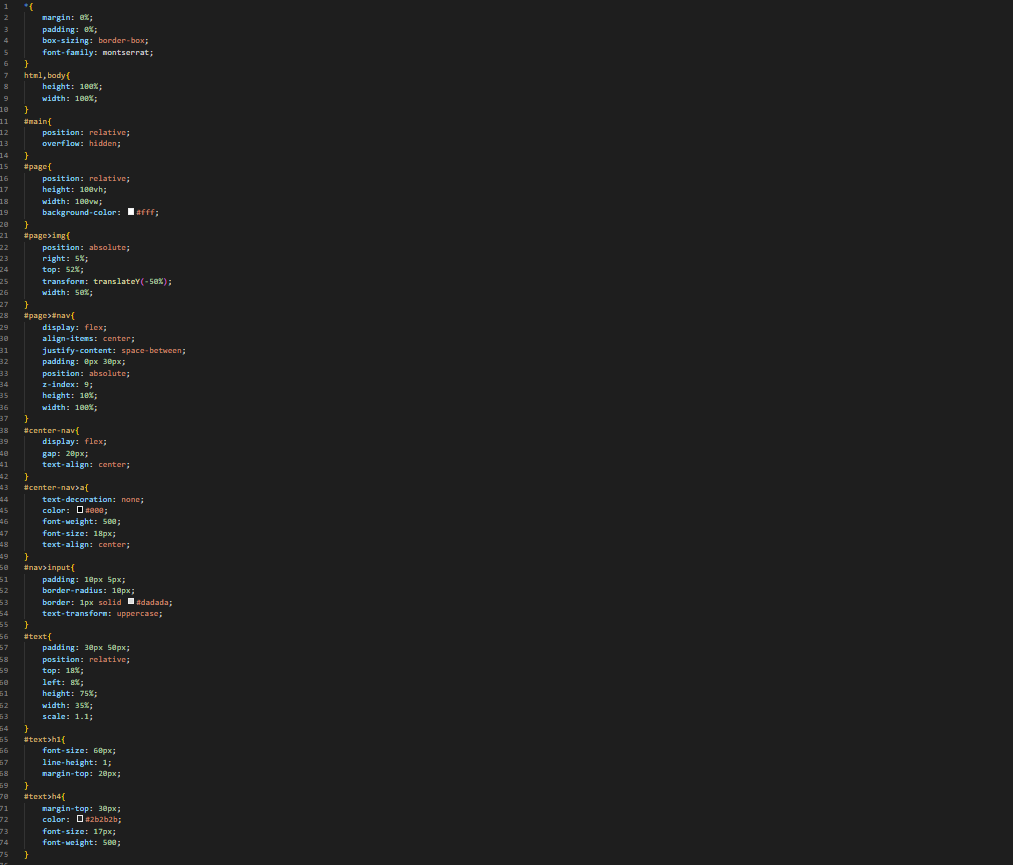 1 *{
2 margin: 0%;
3 padding: 0%;
4 box-sizing: border-box;
5 font-family: montserrat;
6 }
7 html,body{
8 height: 100%;
9 width: 100%;
10 }
11 #main{
12 position: relative;
13 overflow: hidden;
14 }
15 #page{
16 position: relative;
17 height: 100vh;
18 width: 100vw;
19 background-color: #fff;
20 }
21 #page>img{
22 position: absolute;
23 right: 5%;
24 top: 52%;
25 transform: translateY(-50%);
26 width: 50%;
27 }
28 #page>#nav{
29 display: flex;
30 align-items: center;
31 justify-content: space-between;
32 padding: 0px 30px;
33 position: absolute;
34 z-index: 9;
35 height: 10%;
36 width: 100%;
37 }
38 #center-nav{
39 display: flex;
40 gap: 20px;
41 text-align: center;
42 }
43 #center-nav>a{
44 text-decoration: none;
45 color: #000;
46 font-weight: 500;
47 font-size: 18px;
48 text-align: center;
49 }
50 #nav>input{
51 padding: 10px 5px;
52 border-radius: 10px;
53 border: 1px solid #dadada;
54 text-transform: uppercase;
55 }
56 #text{
57 padding: 30px 50px;
58 position: relative;
59 top: 18%;
60 left: 8%;
61 height: 75%;
62 width: 35%;
63 scale: 1.1;
64 }
65 #text>h1{
66 font-size: 60px;
67 line-height: 1;
68 margin-top: 20px;
69 }
70 #text>h4{
71 margin-top: 30px;
72 color: #2b2b2b;
73 font-size: 17px;
74 font-weight: 500;
75 }